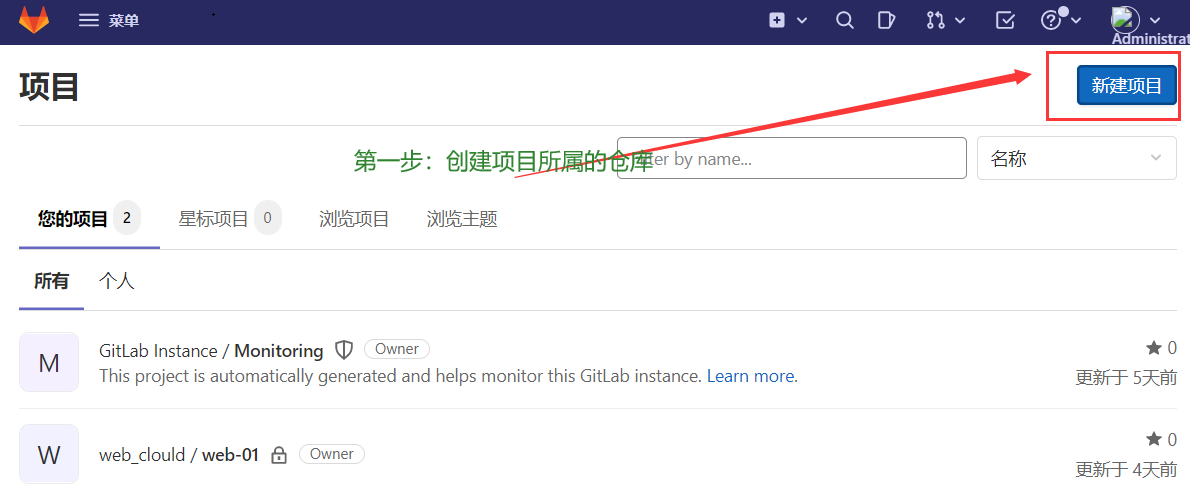 菜单
Administrat
项目
新建项目
第一步：创建项目所属的仓库
by name...
名称
您的项目 2 星标项目 0 浏览项目 浏览主题
所有 个人
M GitLab Instance / Monitoring Owner 0
This project is automatically generated and helps monitor this GitLab instance. Learn more. 更新于 5天前
W web_clould / web-01 Owner 0
更新于 4天前